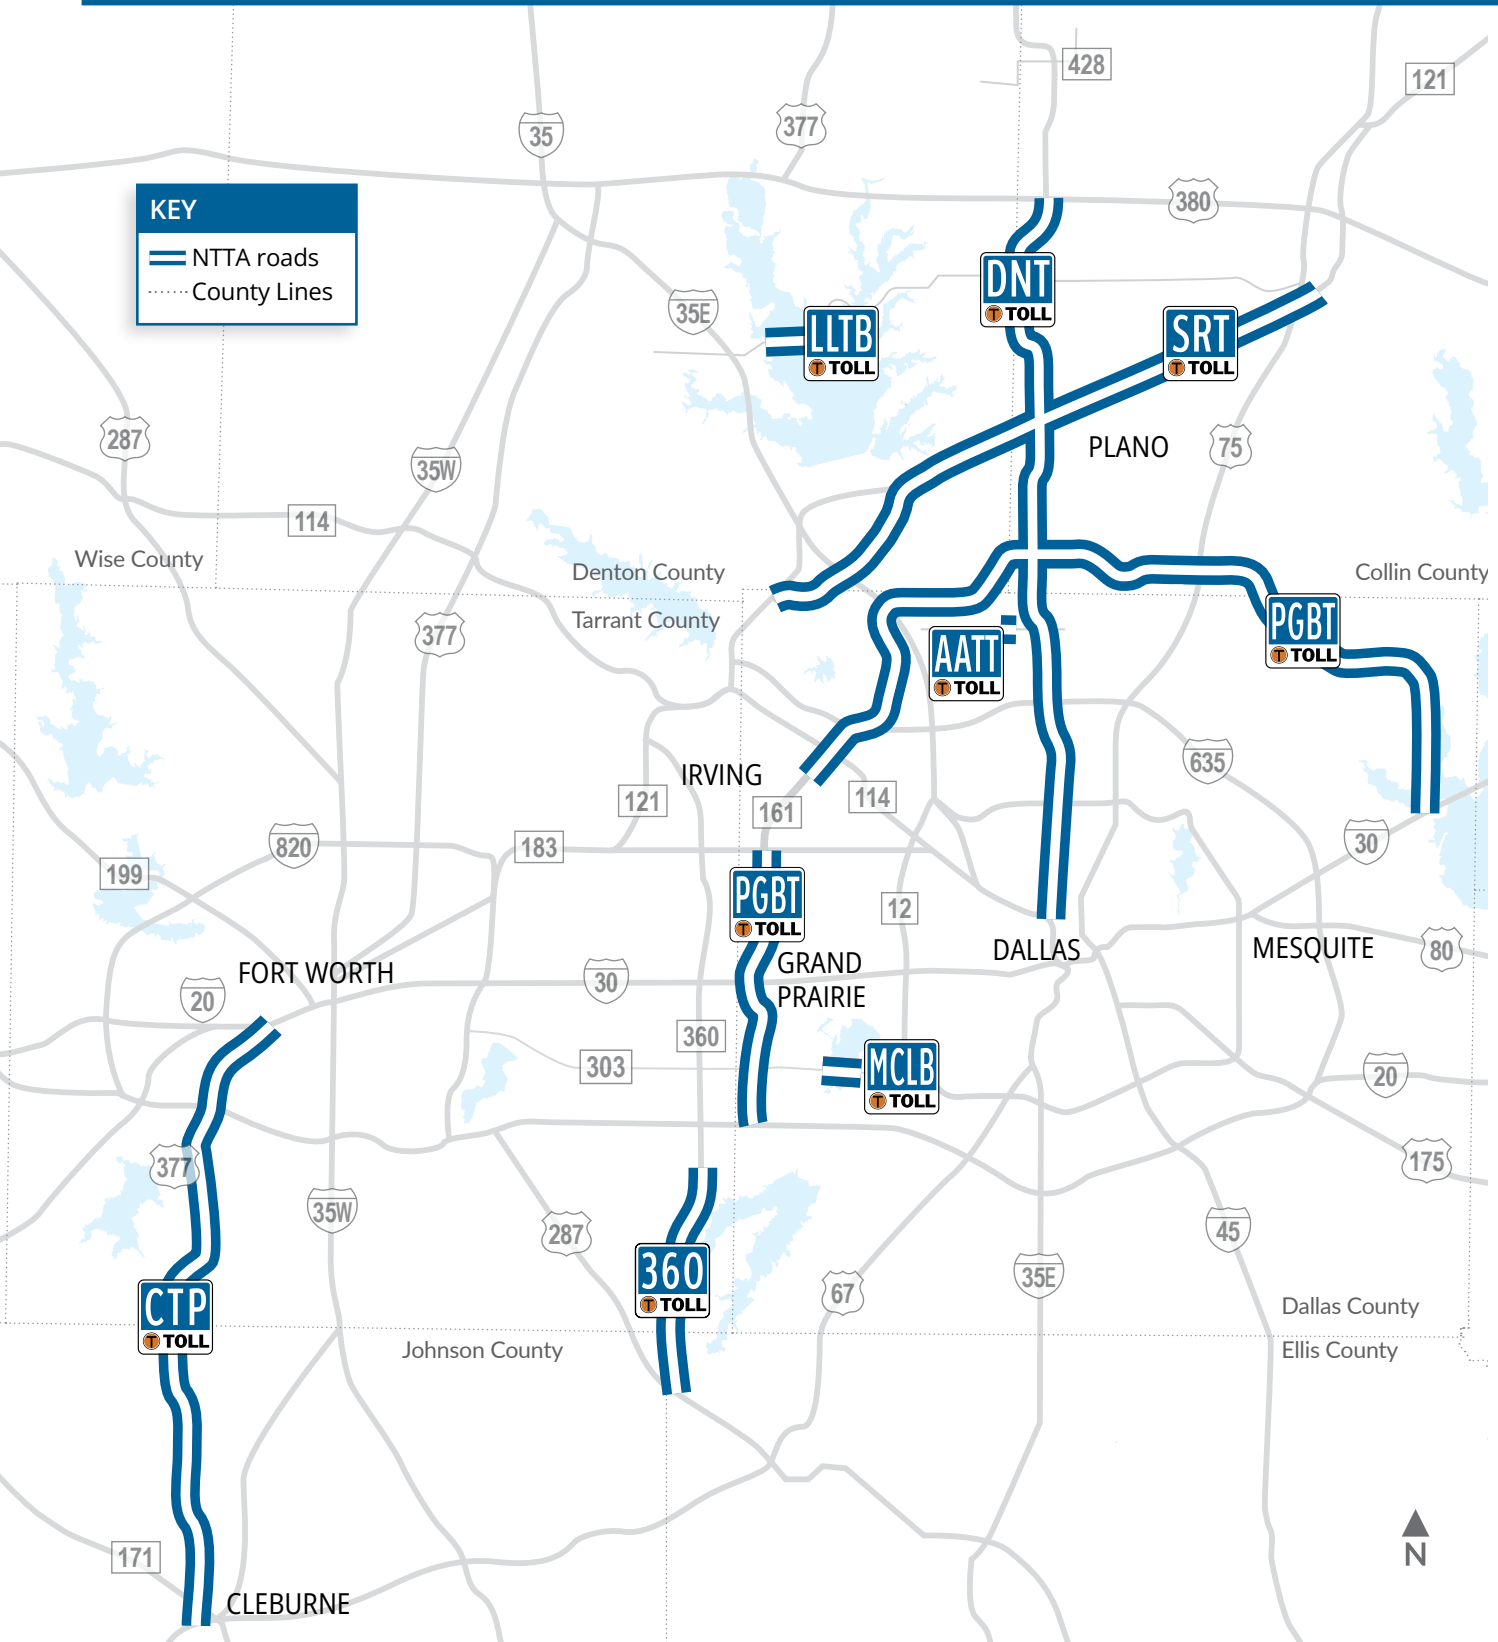 428
121
35
377
KEY
NTTA roads
County Lines
380
DNT
T TOLL
35E
LLTB
T TOLL
SRT
T TOLL
287
35W
PLANO
75
114
Wise County
Denton County
Collin County
Tarrant County
377
PGBT
T TOLL
AATT
T TOLL
IRVING
635
121
161
114
820
183
30
199
PGBT
T TOLL
12
DALLAS
MESQUITE
80
FORT WORTH
GRAND
PRAIRIE
20
30
360
303
MCLB
T TOLL
20
377
175
35W
287
45
360
T TOLL
67
35E
CTP
T TOLL
Dallas County
Johnson County
Ellis County
171
N
CLEBURNE